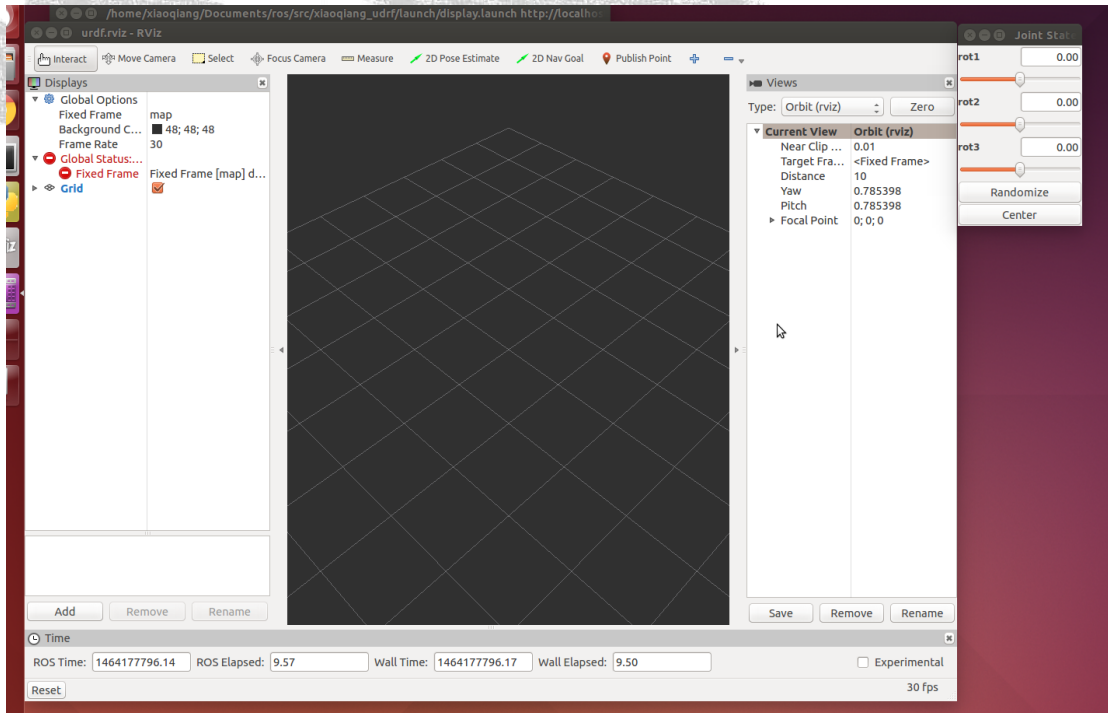 /home/xiaoqiang/Documents/ros/src/xiaoqiang_udrf/launch/display.launch http://localhos
urdf.rviz - RViz
Joint Stat
Interact Move Camera Select Focus Camera Measure 2D Pose Estimate 2D Nav Goal Publish Point
Displays
Global Options
Fixed Frame map
Background C... 48; 48; 48
Frame Rate 30
Global Status:...
Fixed Frame Fixed Frame [map] d...
Grid
Add Remove Rename
Views
Type: Orbit (rviz) Zero
Current View Orbit (rviz)
Near Clip ... 0.01
Target Fra... <Fixed Frame>
Distance 10
Yaw 0.785398
Pitch 0.785398
Focal Point 0; 0; 0
Save Remove Rename
rot1 0.00
rot2 0.00
rot3 0.00
Randomize
Center
Time
ROS Time: 1464177796.14 ROS Elapsed: 9.57 Wall Time: 1464177796.17 Wall Elapsed: 9.50 Experimental
Reset 30 fps